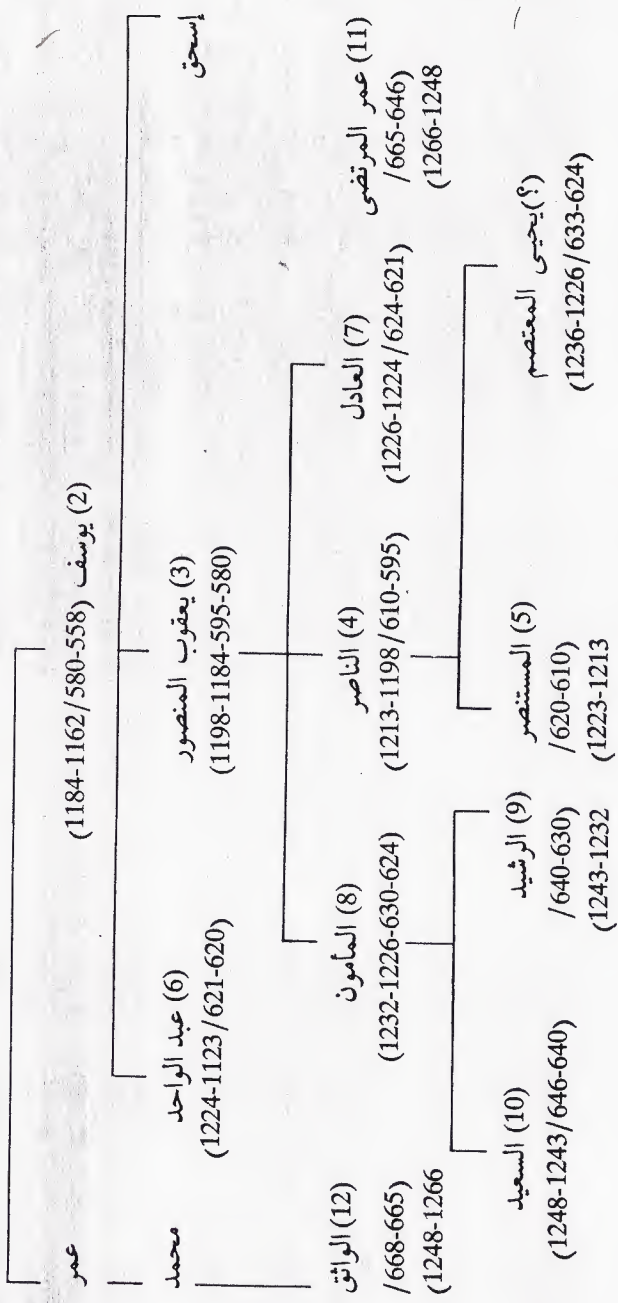 (2) يوسف
(1184-1162/580-558)
عمر
إسحق
(3) يعقوب المنصور
(1198-1184-595-580)
(6) عبد الواحد
(1224-1123/621-620)
محمد
(11) عمر المرتضى
/665-646)
(1266-1248
(7) العادل
(1226-1224/624-621)
(4) الناصر
(1213-1198/610-595)
(8) المأمون
(1232-1226-630-624)
(12) الواثق
/668-665)
(1248-1266
(؟) يحيى المعتصم
(1236-1226/633-624)
(5) المستنصر
/620-610)
(1223-1213
(9) الرشيد
/640-630)
(1243-1232
(10) السعيد
(1248-1243/646-640)